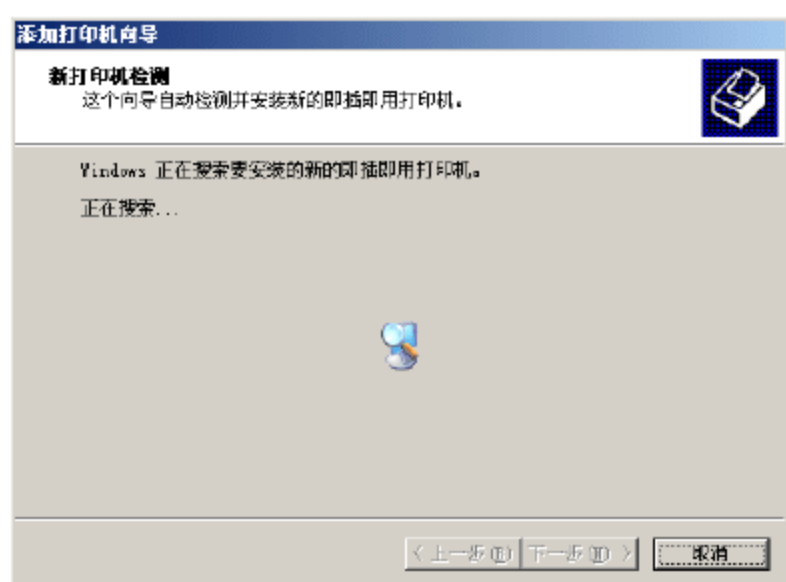 添加打印机向导
新打印机检测
这个向导自动检测并安装新的即插即用打印机。
Windows 正在搜索要安装的新的即插即用打印机。
正在搜索...
< 上一步(B) 下一步(N) > 取消